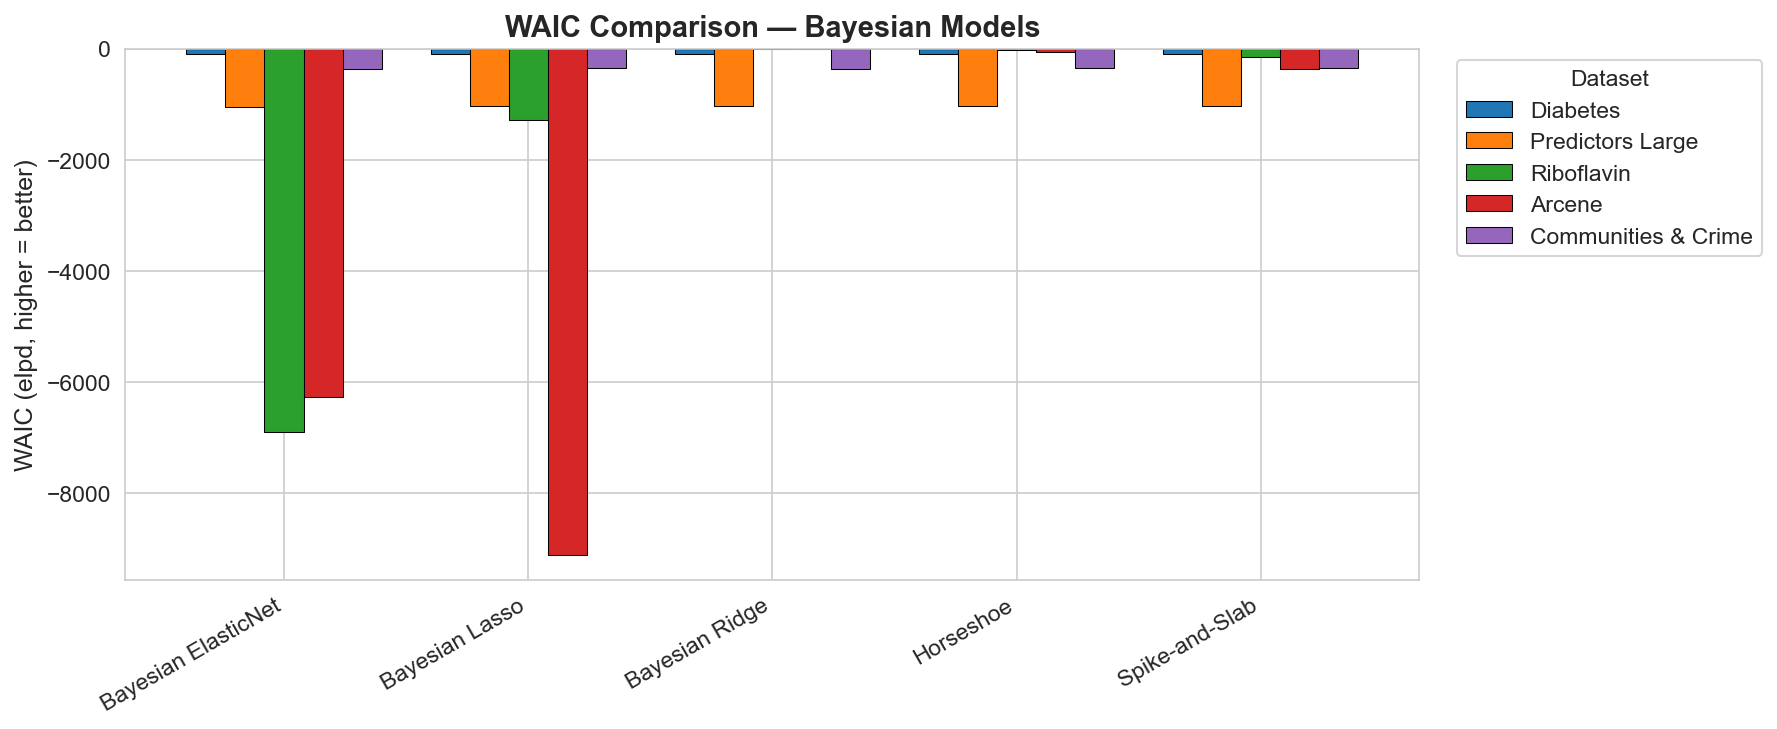 WAIC Comparison — Bayesian Models
WAIC (elpd, higher = better)
0
−2000
−4000
−6000
−8000
Bayesian ElasticNet
Bayesian Lasso
Bayesian Ridge
Horseshoe
Spike-and-Slab
Dataset
Diabetes
Predictors Large
Riboflavin
Arcene
Communities & Crime